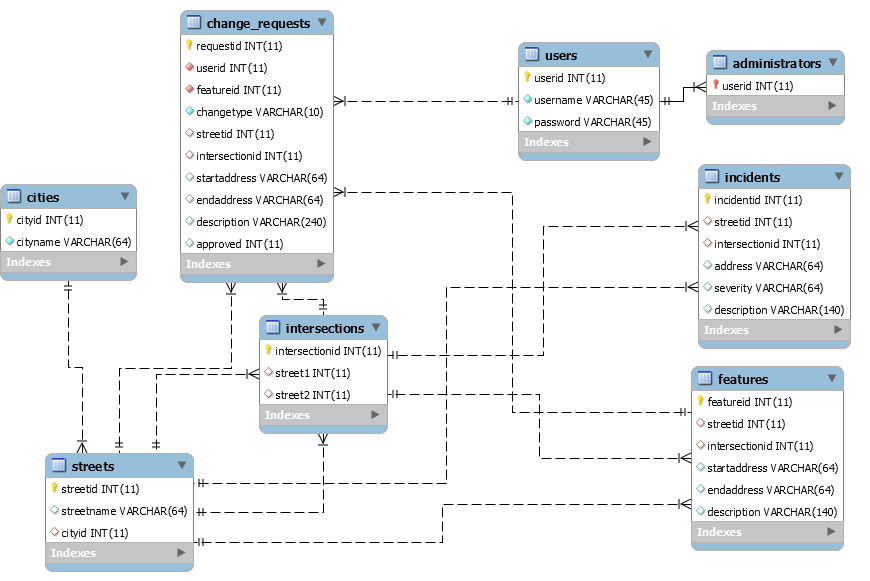 change_requests
requestid INT(11)
userid INT(11)
featureid INT(11)
changetype VARCHAR(10)
streetid INT(11)
intersectionid INT(11)
startaddress VARCHAR(64)
endaddress VARCHAR(64)
description VARCHAR(240)
approved INT(11)
Indexes
users
userid INT(11)
username VARCHAR(45)
password VARCHAR(45)
Indexes
administrators
userid INT(11)
Indexes
cities
cityid INT(11)
cityname VARCHAR(64)
Indexes
incidents
incidentid INT(11)
streetid INT(11)
intersectionid INT(11)
address VARCHAR(64)
severity VARCHAR(64)
description VARCHAR(140)
Indexes
intersections
intersectionid INT(11)
street1 INT(11)
street2 INT(11)
Indexes
features
featureid INT(11)
streetid INT(11)
intersectionid INT(11)
startaddress VARCHAR(64)
endaddress VARCHAR(64)
description VARCHAR(140)
Indexes
streets
streetid INT(11)
streetname VARCHAR(64)
cityid INT(11)
Indexes